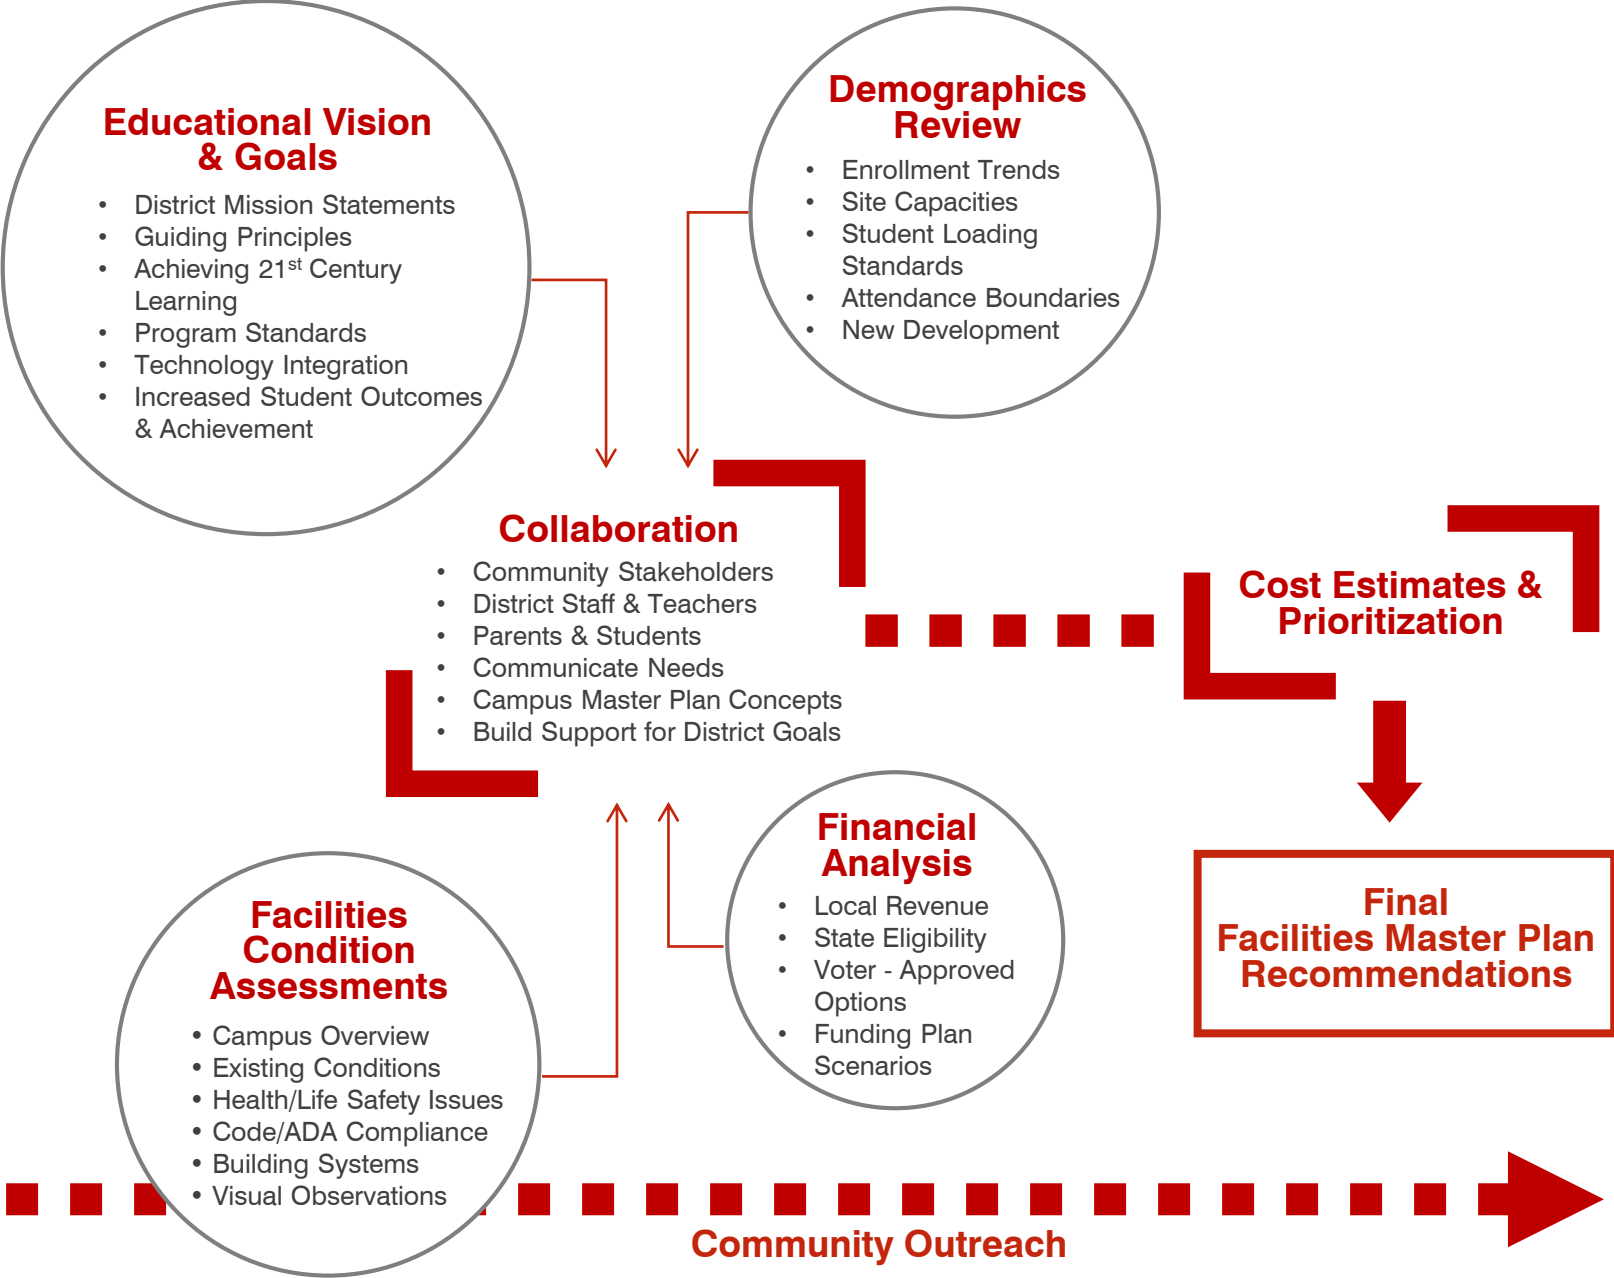 Educational Vision
& Goals
• District Mission Statements
• Guiding Principles
• Achieving 21st Century
Learning
• Program Standards
• Technology Integration
• Increased Student Outcomes
& Achievement
Demographics
Review
• Enrollment Trends
• Site Capacities
• Student Loading
Standards
• Attendance Boundaries
• New Development
Collaboration
• Community Stakeholders
• District Staff & Teachers
• Parents & Students
• Communicate Needs
• Campus Master Plan Concepts
• Build Support for District Goals
Cost Estimates &
Prioritization
Facilities
Condition
Assessments
• Campus Overview
• Existing Conditions
• Health/Life Safety Issues
• Code/ADA Compliance
• Building Systems
• Visual Observations
Financial
Analysis
• Local Revenue
• State Eligibility
• Voter - Approved
Options
• Funding Plan
Scenarios
Final
Facilities Master Plan
Recommendations
Community Outreach